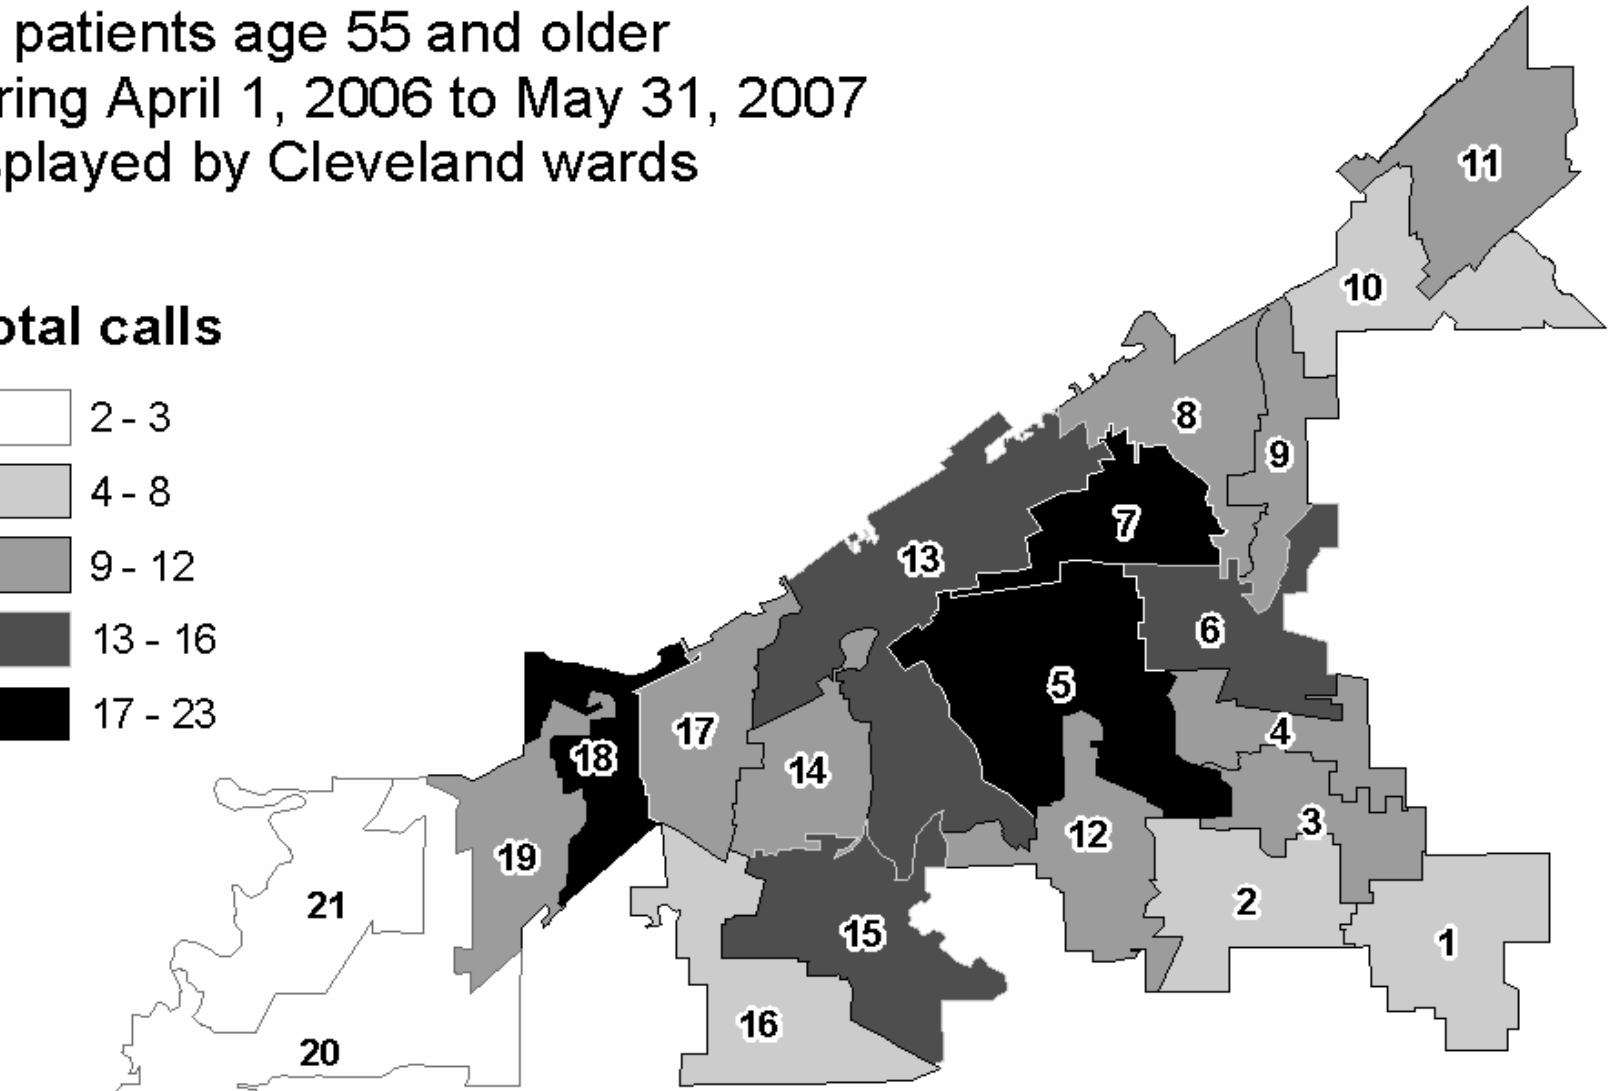 patients age 55 and older
ring April 1, 2006 to May 31, 2007
splayed by Cleveland wards
otal calls
2 - 3
4 - 8
9 - 12
13 - 16
17 - 23
11
10
8
9
7
13
6
5
4
17
18
14
3
12
19
2
21
15
1
16
20